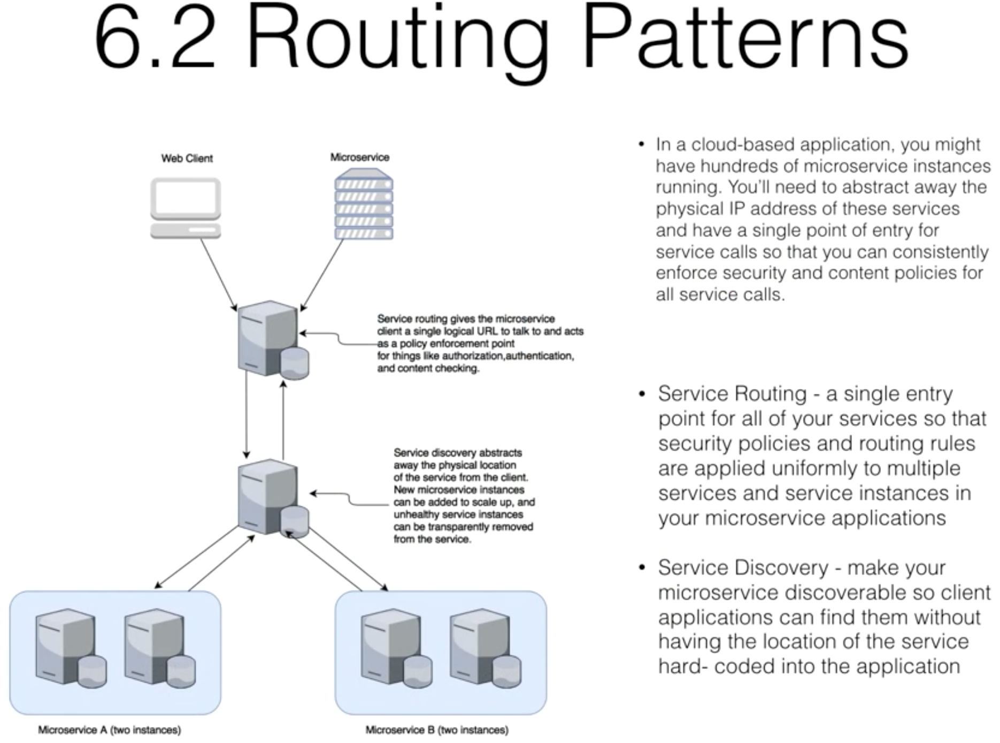 6.2 Routing Patterns
Web Client
Microservice
Service routing gives the microservice
client a single logical URL to talk to and acts
as a policy enforcement point
for things like authorization,authentication,
and content checking.
Service discovery abstracts
away the physical location
of the service from the client.
New microservice instances
can be added to scale up, and
unhealthy service instances
can be transparently removed
from the service.
Microservice A (two instances)
Microservice B (two instances)
• In a cloud-based application, you might
have hundreds of microservice instances
running. You'll need to abstract away the
physical IP address of these services
and have a single point of entry for
service calls so that you can consistently
enforce security and content policies for
all service calls.
• Service Routing - a single entry
point for all of your services so that
security policies and routing rules
are applied uniformly to multiple
services and service instances in
your microservice applications
• Service Discovery - make your
microservice discoverable so client
applications can find them without
having the location of the service
hard- coded into the application